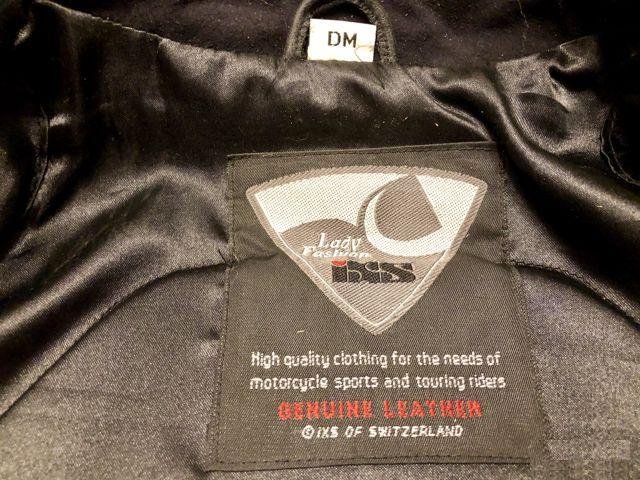 DM
Lady
Fashion
iXS
High quality clothing for the needs of
motorcycle sports and touring riders
GENUINE LEATHER
© iXS OF SWITZERLAND